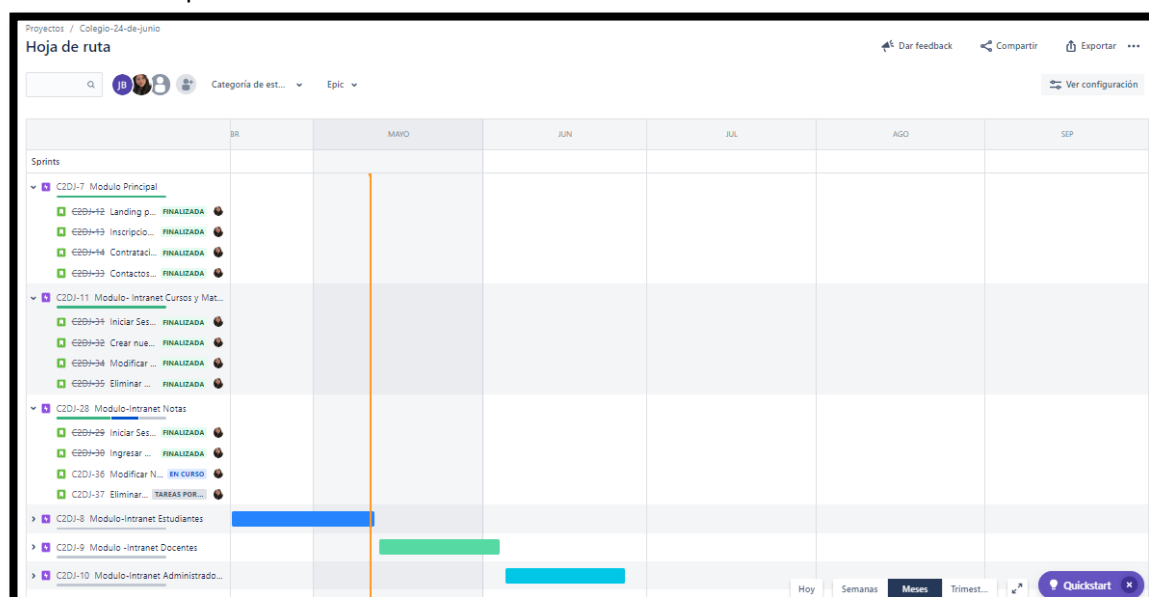 Proyectos / Colegio-24-de-junio
Hoja de ruta
Dar feedback
Compartir
Exportar
JB
Categoría de est...
Epic
Ver configuración
BR
MAYO
JUN
JUL
AGO
SEP
Sprints
C2DJ-7 Modulo Principal
C2DJ-12 Landing p... FINALIZADA
C2DJ-13 Inscripcio... FINALIZADA
C2DJ-14 Contrataci... FINALIZADA
C2DJ-33 Contactos... FINALIZADA
C2DJ-11 Modulo- Intranet Cursos y Mat...
C2DJ-31 Iniciar Ses... FINALIZADA
C2DJ-32 Crear nue... FINALIZADA
C2DJ-34 Modificar ... FINALIZADA
C2DJ-35 Eliminar ... FINALIZADA
C2DJ-28 Modulo-Intranet Notas
C2DJ-29 Iniciar Ses... FINALIZADA
C2DJ-30 Ingresar ... FINALIZADA
C2DJ-36 Modificar N... EN CURSO
C2DJ-37 Eliminar... TAREAS POR...
C2DJ-8 Modulo-Intranet Estudiantes
C2DJ-9 Modulo -Intranet Docentes
C2DJ-10 Modulo-Intranet Administrado...
Hoy
Semanas
Meses
Trimest...
Quickstart